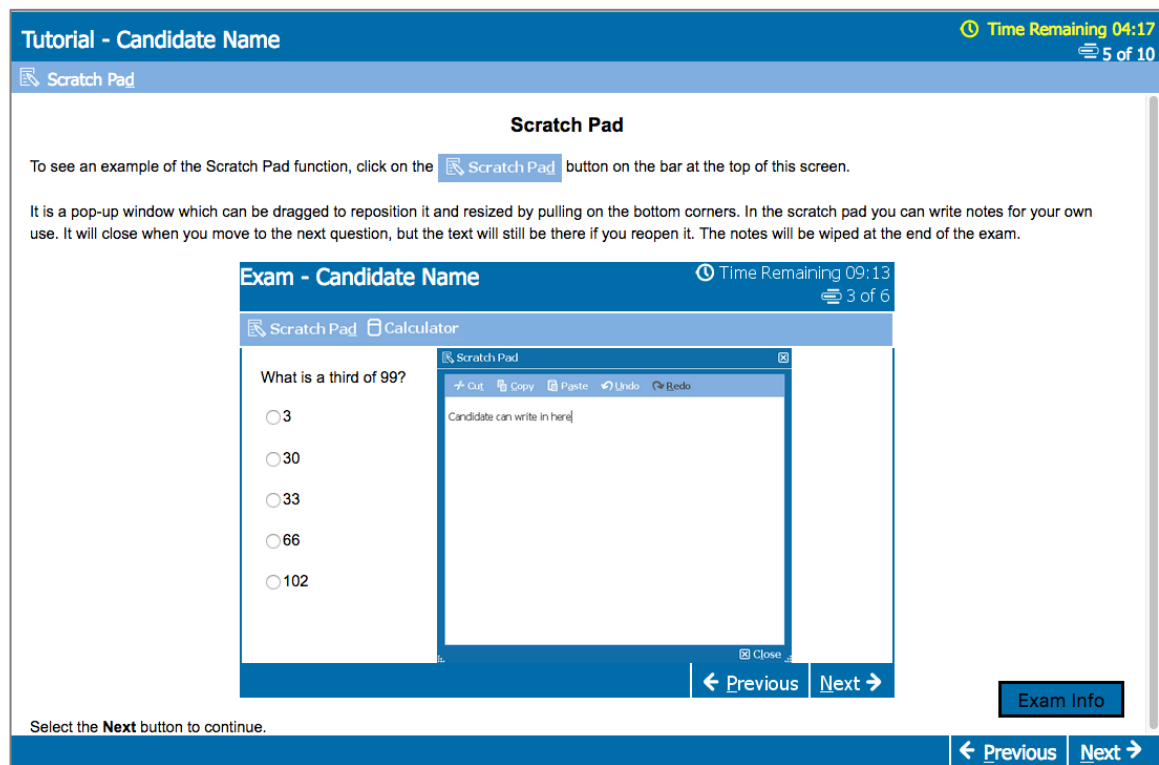 Tutorial - Candidate Name
Time Remaining 04:17
5 of 10
Scratch Pad
Scratch Pad
To see an example of the Scratch Pad function, click on the Scratch Pad button on the bar at the top of this screen.
It is a pop-up window which can be dragged to reposition it and resized by pulling on the bottom corners. In the scratch pad you can write notes for your own
use. It will close when you move to the next question, but the text will still be there if you reopen it. The notes will be wiped at the end of the exam.
Exam - Candidate Name
Time Remaining 09:13
3 of 6
Scratch Pad Calculator
What is a third of 99?
3
30
33
66
102
Scratch Pad
Cut Copy Paste Undo Redo
Candidate can write in here
Close
Previous Next
Exam Info
Select the Next button to continue.
Previous Next